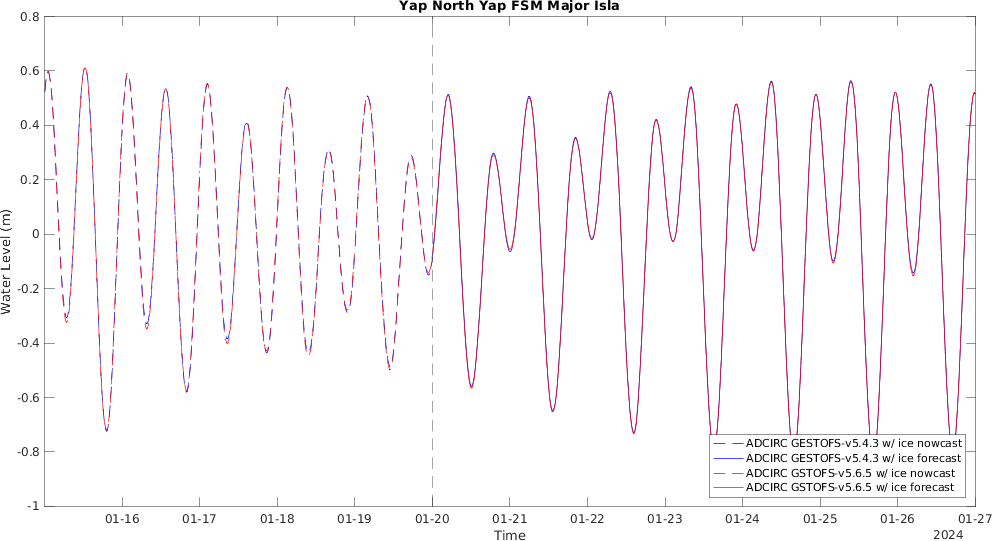 Yap North Yap FSM Major Isla
0.8
0.6
0.4
0.2
0
-0.2
-0.4
-0.6
-0.8
-1
Water Level (m)
ADCIRC GESTOFS-v5.4.3 w/ ice nowcast
ADCIRC GESTOFS-v5.4.3 w/ ice forecast
ADCIRC GSTOFS-v5.6.5 w/ ice nowcast
ADCIRC GSTOFS-v5.6.5 w/ ice forecast
01-16 01-17 01-18 01-19 01-20 01-21 01-22 01-23 01-24 01-25 01-26 01-27
Time
2024